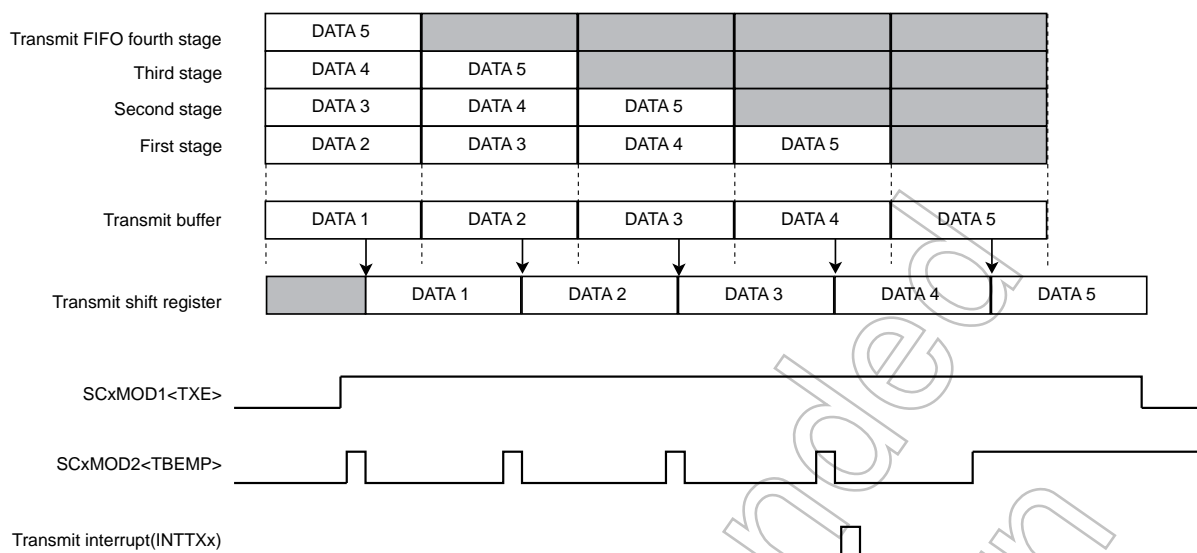 Transmit FIFO fourth stage DATA 5
Third stage DATA 4 DATA 5
Second stage DATA 3 DATA 4 DATA 5
First stage DATA 2 DATA 3 DATA 4 DATA 5
Transmit buffer DATA 1 DATA 2 DATA 3 DATA 4 DATA 5
Transmit shift register DATA 1 DATA 2 DATA 3 DATA 4 DATA 5
SCxMOD1<TXE>
SCxMOD2<TBEMP>
Transmit interrupt(INTTXx)